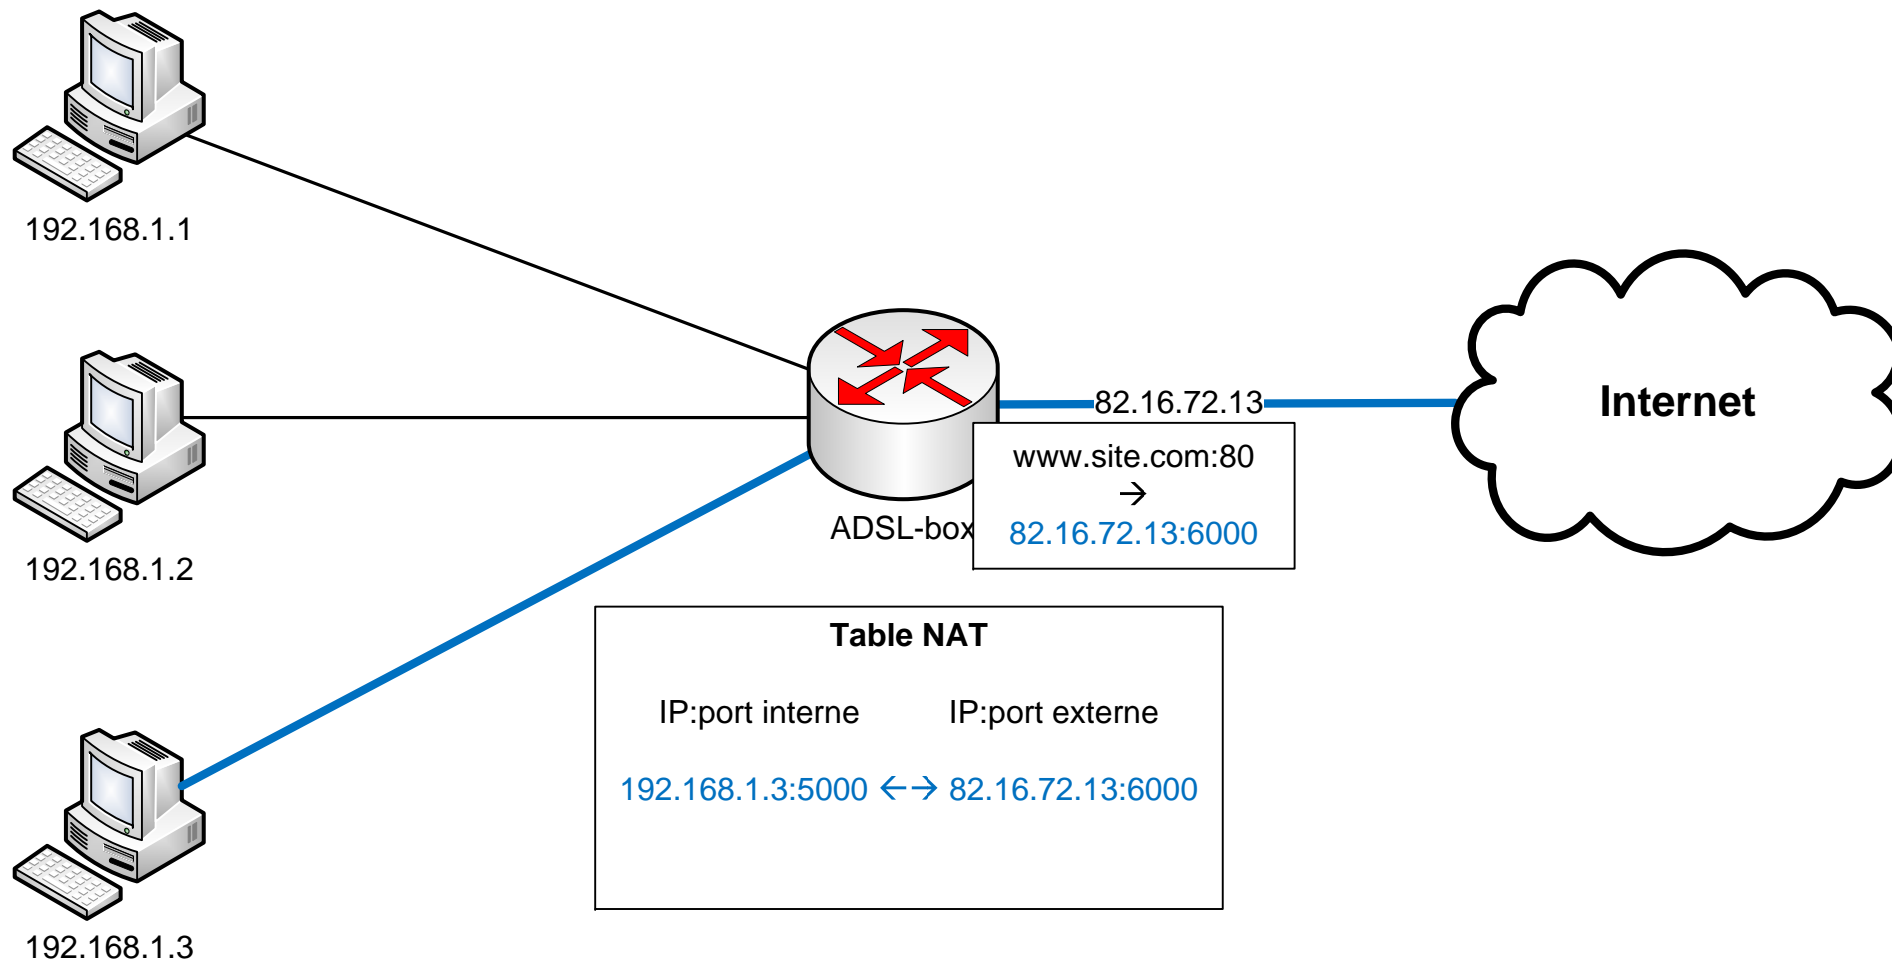 192.168.1.1
192.168.1.2
192.168.1.3
ADSL-box
82.16.72.13
www.site.com:80
→
82.16.72.13:6000
Internet
Table NAT
IP:port interne IP:port externe
192.168.1.3:5000 ←→ 82.16.72.13:6000